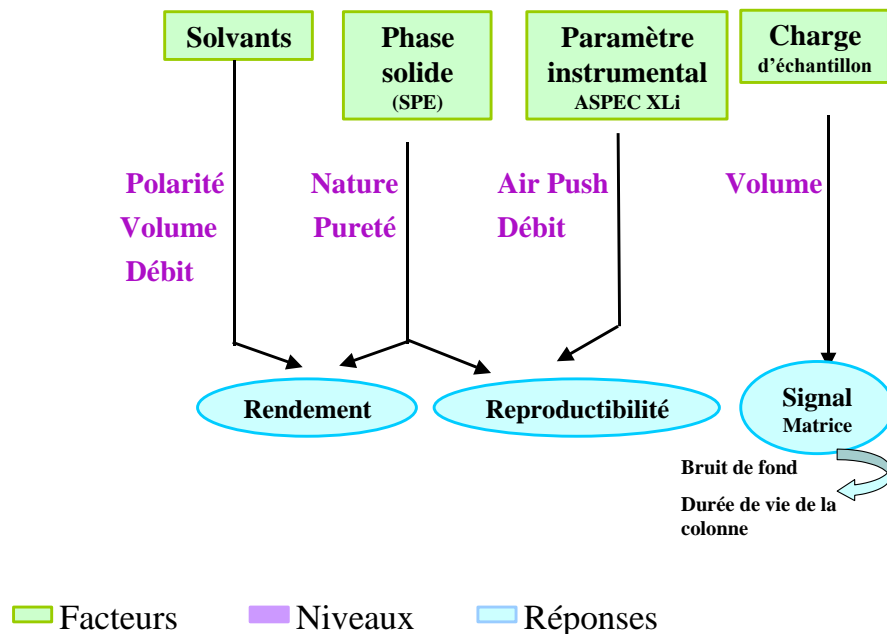 Solvants
Phase
solide
(SPE)
Paramètre
instrumental
ASPEC XLi
Charge
d'échantillon
Polarité
Volume
Débit
Nature
Pureté
Air Push
Débit
Volume
Rendement
Reproductibilité
Signal
Matrice
Bruit de fond
Durée de vie de la
colonne
Facteurs
Niveaux
Réponses